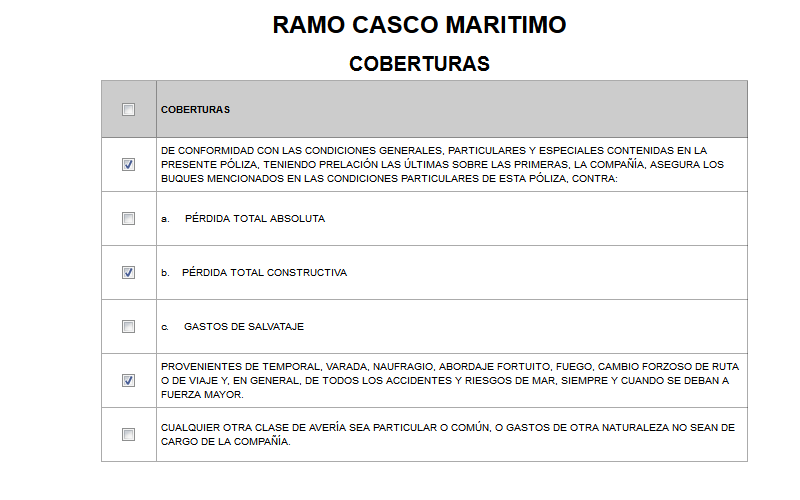 RAMO CASCO MARITIMO
COBERTURAS
COBERTURAS
DE CONFORMIDAD CON LAS CONDICIONES GENERALES, PARTICULARES Y ESPECIALES CONTENIDAS EN LA
PRESENTE PÓLIZA, TENIENDO PRELACIÓN LAS ÚLTIMAS SOBRE LAS PRIMERAS, LA COMPAÑÍA, ASEGURA LOS
BUQUES MENCIONADOS EN LAS CONDICIONES PARTICULARES DE ESTA PÓLIZA, CONTRA:
a. PÉRDIDA TOTAL ABSOLUTA
b. PÉRDIDA TOTAL CONSTRUCTIVA
c. GASTOS DE SALVATAJE
PROVENIENTES DE TEMPORAL, VARADA, NAUFRAGIO, ABORDAJE FORTUITO, FUEGO, CAMBIO FORZOSO DE RUTA
O DE VIAJE Y, EN GENERAL, DE TODOS LOS ACCIDENTES Y RIESGOS DE MAR, SIEMPRE Y CUANDO SE DEBAN A
FUERZA MAYOR.
CUALQUIER OTRA CLASE DE AVERÍA SEA PARTICULAR O COMÚN, O GASTOS DE OTRA NATURALEZA NO SEAN DE
CARGO DE LA COMPAÑÍA.